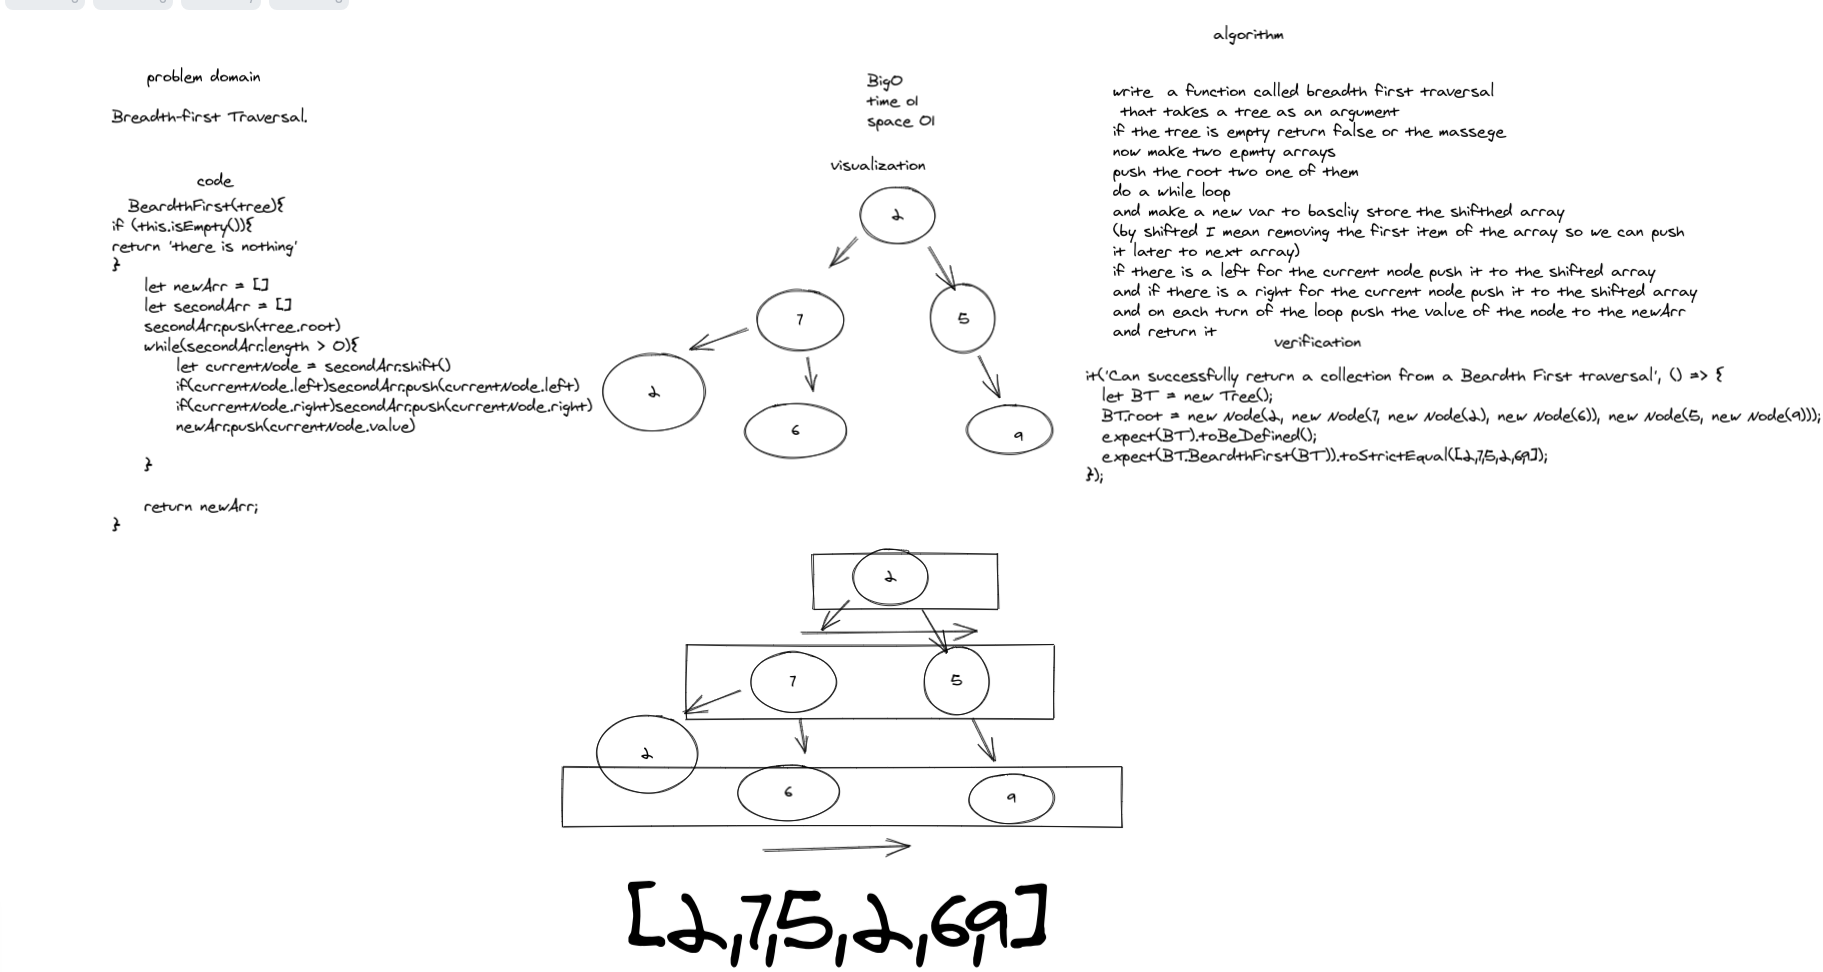 problem domain
Breadth-first Traversal.
code
BeardthFirst(tree){
if (this.isEmpty()){
return 'there is nothing'
}
let newArr = []
let secondArr = []
secondArr.push(tree.root)
while(secondArr.length > 0){
let currentNode = secondArr.shift()
if(currentNode.left)secondArr.push(currentNode.left)
if(currentNode.right)secondArr.push(currentNode.right)
newArr.push(currentNode.value)
}
return newArr;
}
BigO
time o1
space O1
visualization
2
7
5
2
6
9
algorithm
write a function called breadth first traversal
that takes a tree as an argument
if the tree is empty return false or the massege
now make two epmty arrays
push the root two one of them
do a while loop
and make a new var to bascliy store the shifthed array
(by shifted I mean removing the first item of the array so we can push
it later to next array)
if there is a left for the current node push it to the shifted array
and if there is a right for the current node push it to the shifted array
and on each turn of the loop push the value of the node to the newArr
and return it
verification
it('Can successfully return a collection from a Beardth First traversal', () => {
let BT = new Tree();
BT.root = new Node(2, new Node(7, new Node(2), new Node(6)), new Node(5, new Node(9)));
expect(BT).toBeDefined();
expect(BT.BeardthFirst(BT)).toStrictEqual([2,7,5,2,6,9]);
});
2
7
5
2
6
9
[2,7,5,2,6,9]